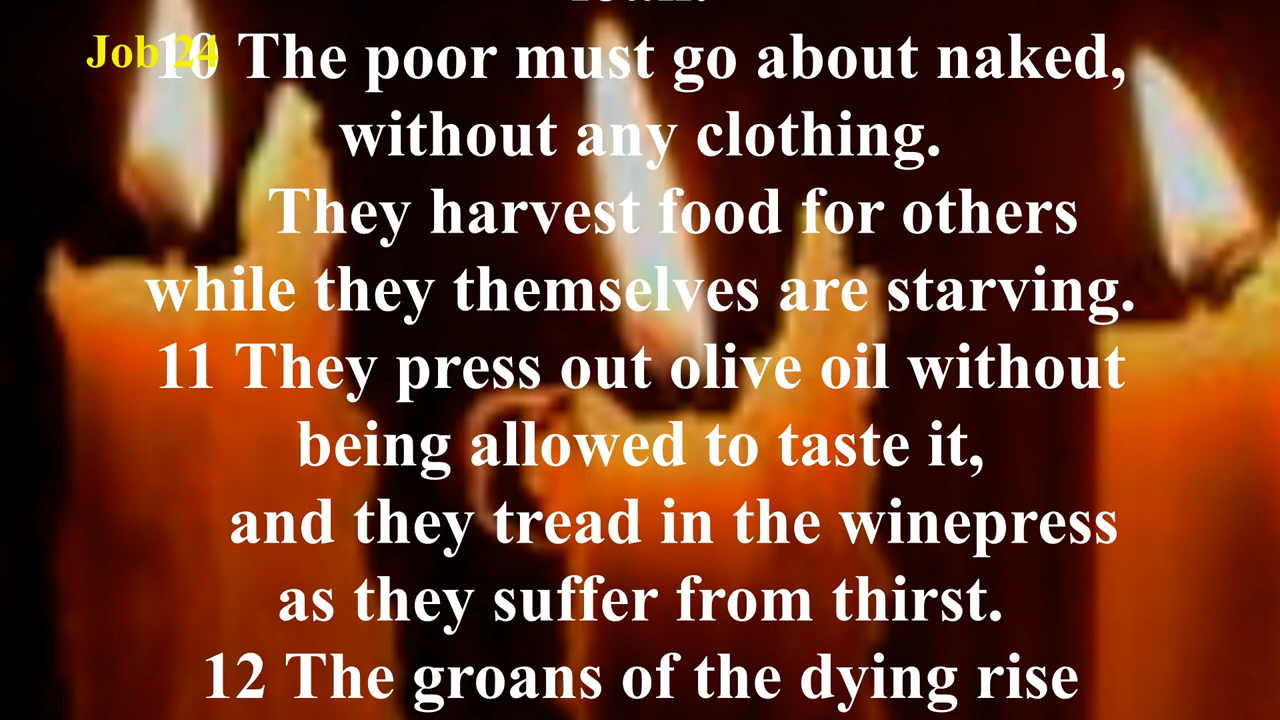 Job 24
10 The poor must go about naked,
without any clothing.
They harvest food for others
while they themselves are starving.
11 They press out olive oil without
being allowed to taste it,
and they tread in the winepress
as they suffer from thirst.
12 The groans of the dying rise